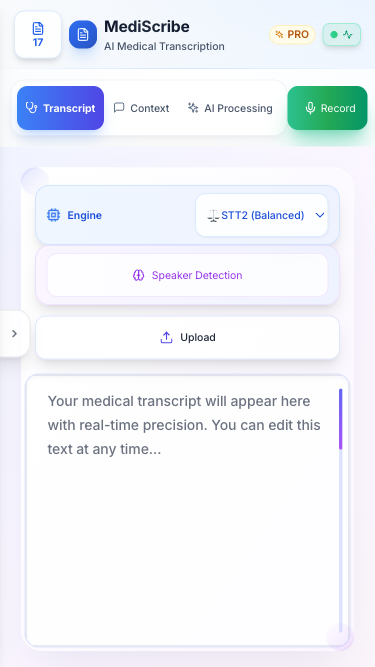 17
MediScribe
AI Medical Transcription
PRO
Transcript
Context
AI Processing
Record
Engine
STT2 (Balanced)
Speaker Detection
Upload
Your medical transcript will appear here
with real-time precision. You can edit this
text at any time...